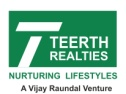 TEERTH
REALTIES
NURTURING LIFESTYLES
A Vijay Raundal Venture